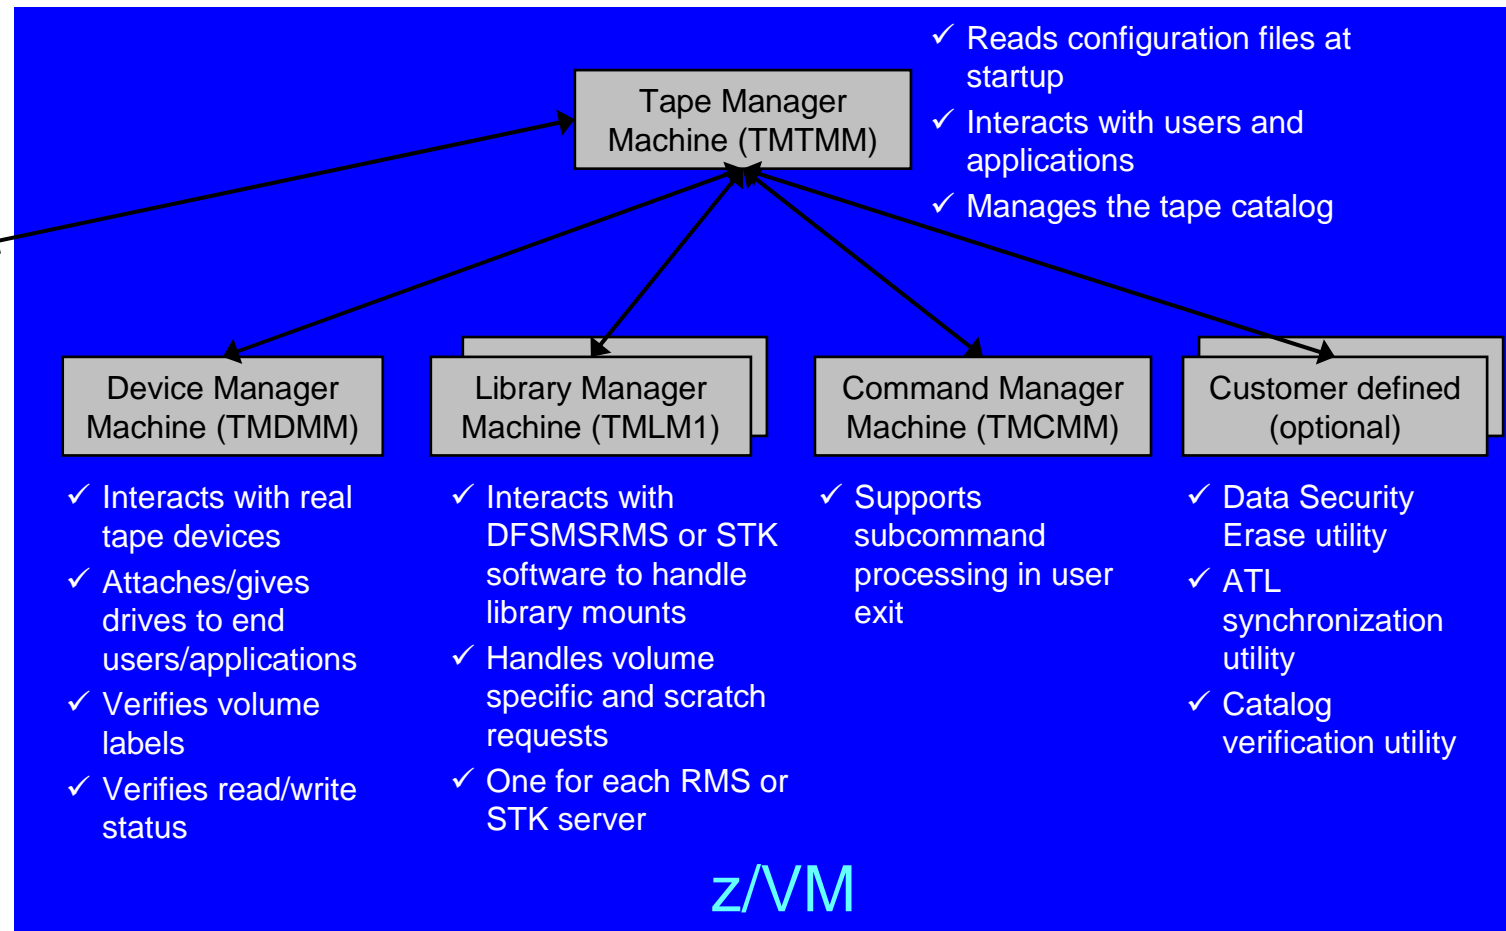 Tape Manager
Machine (TMTMM)
✓ Reads configuration files at
startup
✓ Interacts with users and
applications
✓ Manages the tape catalog
Device Manager
Machine (TMDMM)
✓ Interacts with real
tape devices
✓ Attaches/gives
drives to end
users/applications
✓ Verifies volume
labels
✓ Verifies read/write
status
Library Manager
Machine (TMLM1)
✓ Interacts with
DFSMSRMS or STK
software to handle
library mounts
✓ Handles volume
specific and scratch
requests
✓ One for each RMS or
STK server
Command Manager
Machine (TMCMM)
✓ Supports
subcommand
processing in user
exit
Customer defined
(optional)
✓ Data Security
Erase utility
✓ ATL
synchronization
utility
✓ Catalog
verification utility
z/VM